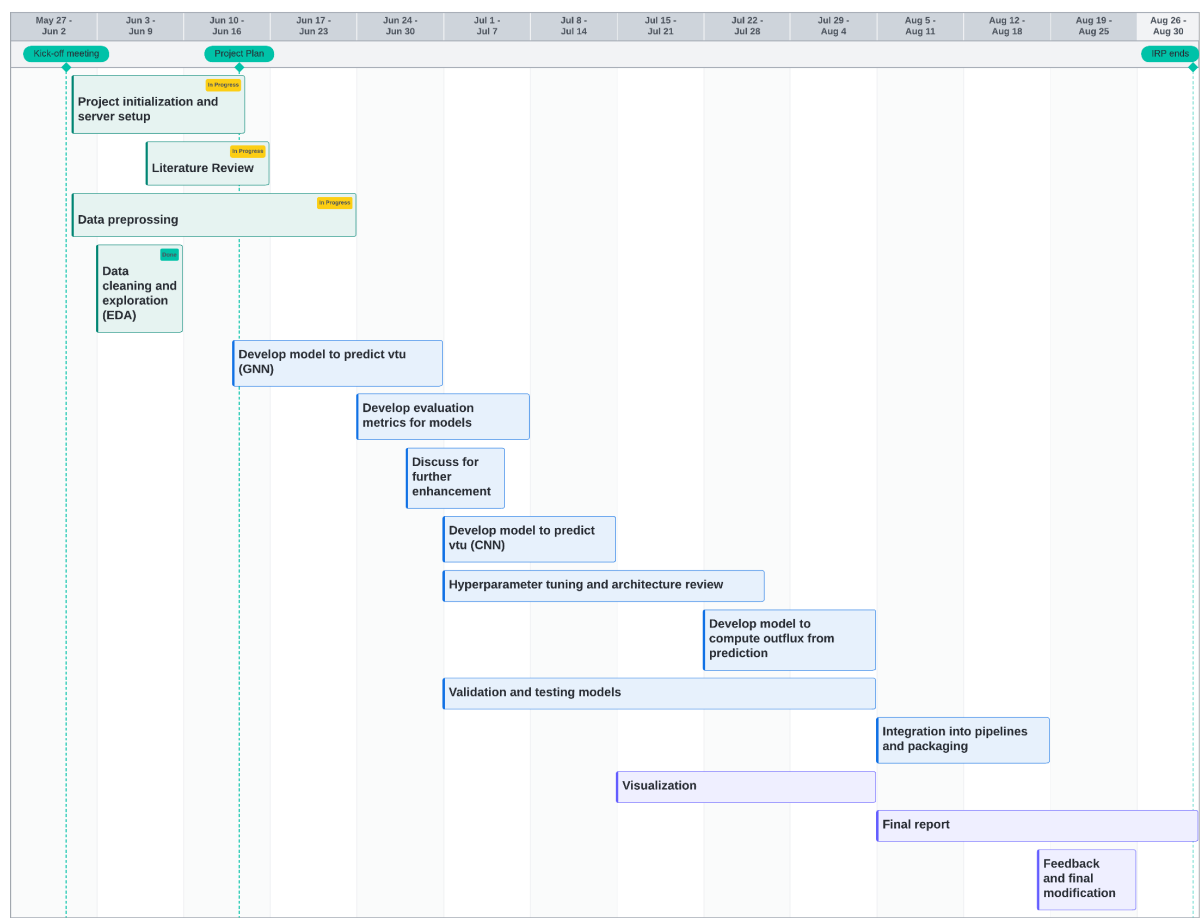 May 27 -
Jun 2
Jun 3 -
Jun 9
Jun 10 -
Jun 16
Jun 17 -
Jun 23
Jun 24 -
Jun 30
Jul 1 -
Jul 7
Jul 8 -
Jul 14
Jul 15 -
Jul 21
Jul 22 -
Jul 28
Jul 29 -
Aug 4
Aug 5 -
Aug 11
Aug 12 -
Aug 18
Aug 19 -
Aug 25
Aug 26 -
Aug 30
Kick-off meeting
Project Plan
IRP ends
In Progress
Project initialization and
server setup
In Progress
Literature Review
In Progress
Data preprossing
Done
Data
cleaning and
exploration
(EDA)
Develop model to predict vtu
(GNN)
Develop evaluation
metrics for models
Discuss for
further
enhancement
Develop model to predict
vtu (CNN)
Hyperparameter tuning and architecture review
Develop model to
compute outflux from
prediction
Validation and testing models
Integration into pipelines
and packaging
Visualization
Final report
Feedback
and final
modification